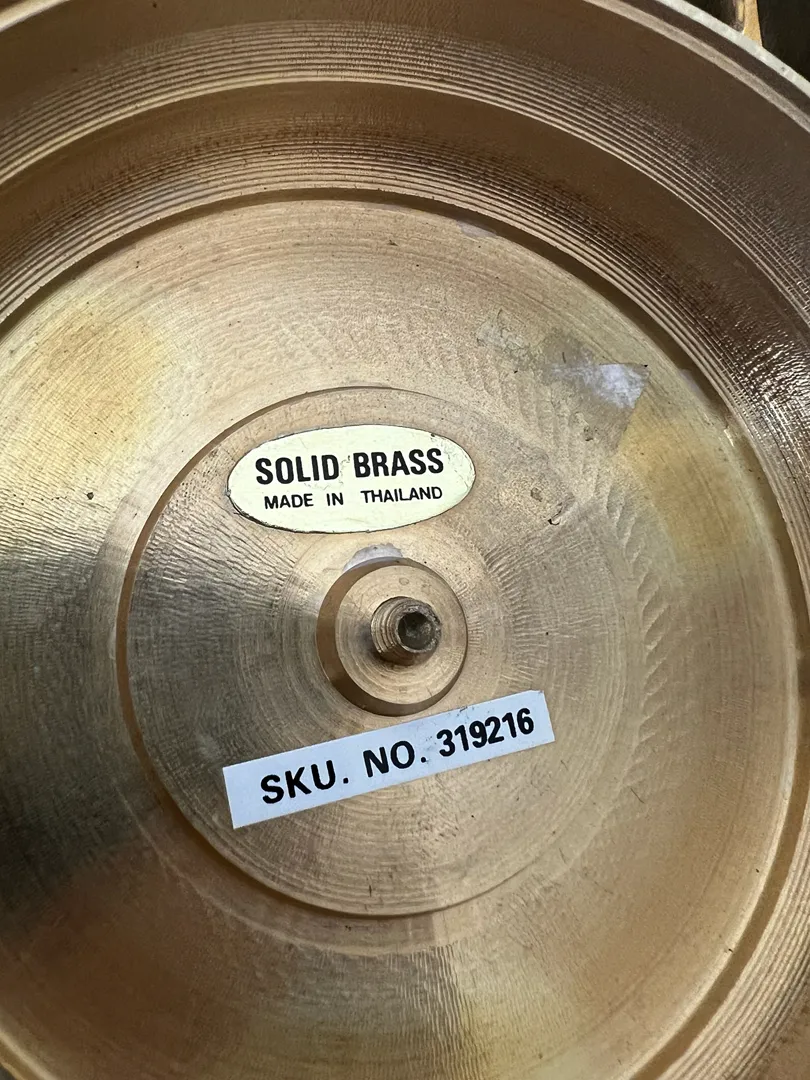 SOLID BRASS
MADE IN THAILAND
SKU. NO. 319216